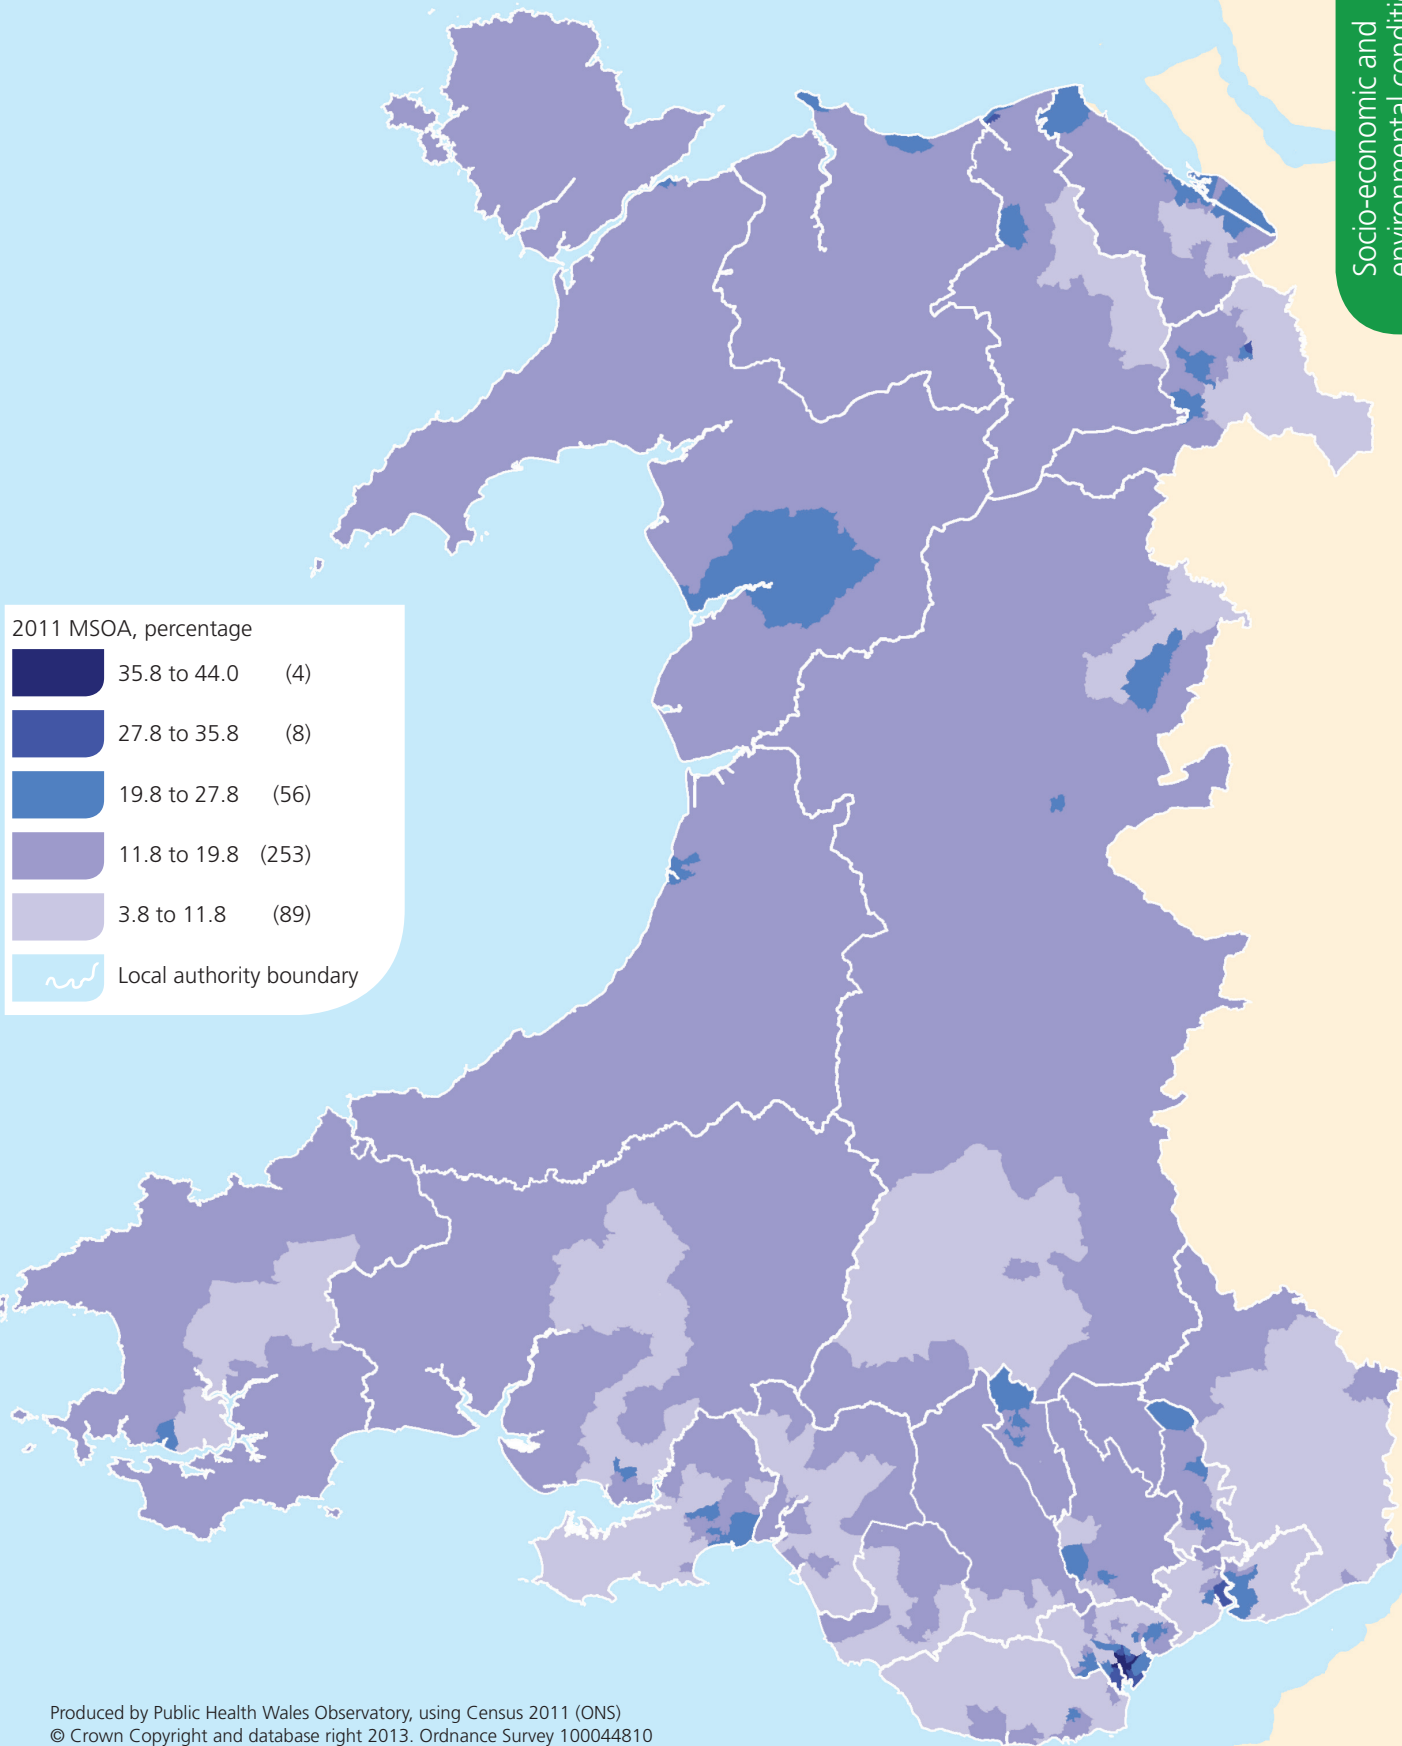 Socio-economic and
environmental
2011 MSOA, percentage
35.8 to 44.0 (4)
27.8 to 35.8 (8)
19.8 to 27.8 (56)
11.8 to 19.8 (253)
3.8 to 11.8 (89)
Local authority boundary
Produced by Public Health Wales Observatory, using Census 2011 (ONS)
© Crown Copyright and database right 2013. Ordnance Survey 100044810